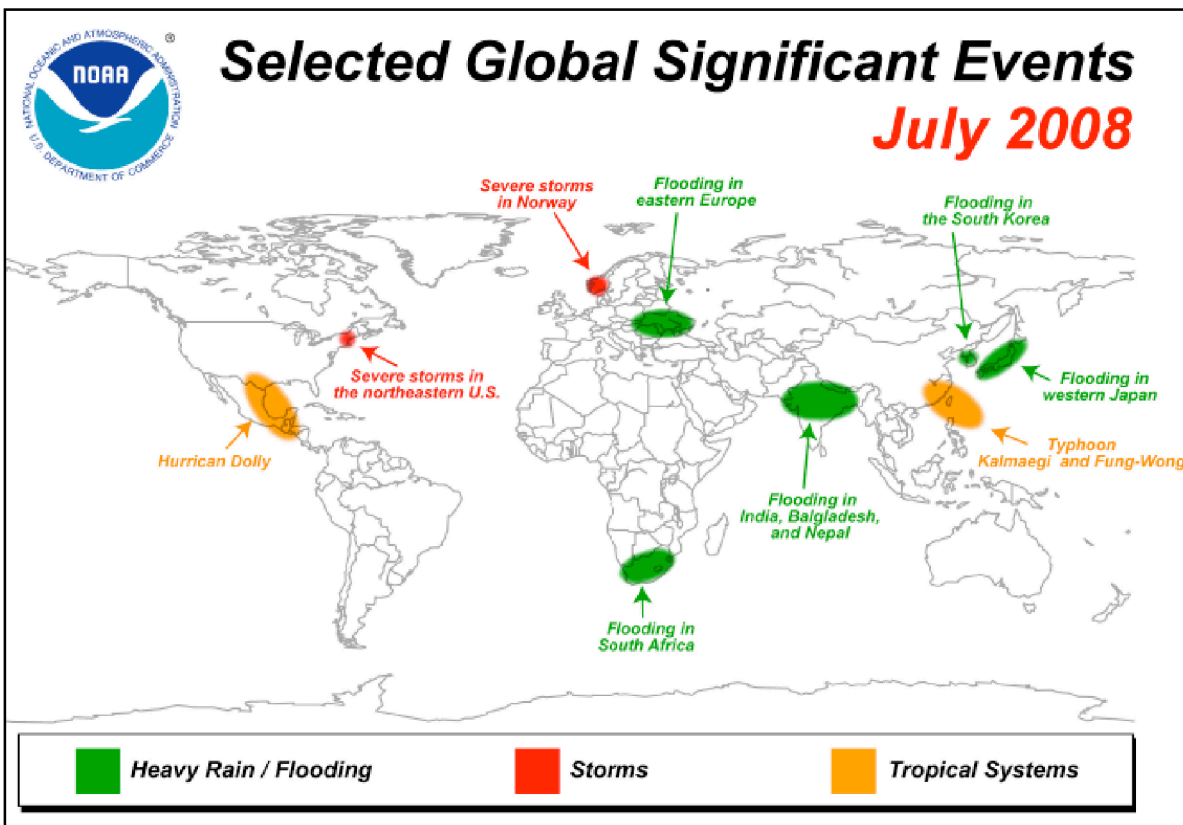 NATIONAL OCEANIC AND ATMOSPHERIC ADMINISTRATION
U.S. DEPARTMENT OF COMMERCE
NOAA
®
Selected Global Significant Events
July 2008
Severe storms
in Norway
Flooding in
eastern Europe
Flooding in
the South Korea
Severe storms in
the northeastern U.S.
Flooding in
western Japan
Hurrican Dolly
Typhoon
Kalmaegi and Fung-Wong
Flooding in
India, Balgladesh,
and Nepal
Flooding in
South Africa
Heavy Rain / Flooding
Storms
Tropical Systems